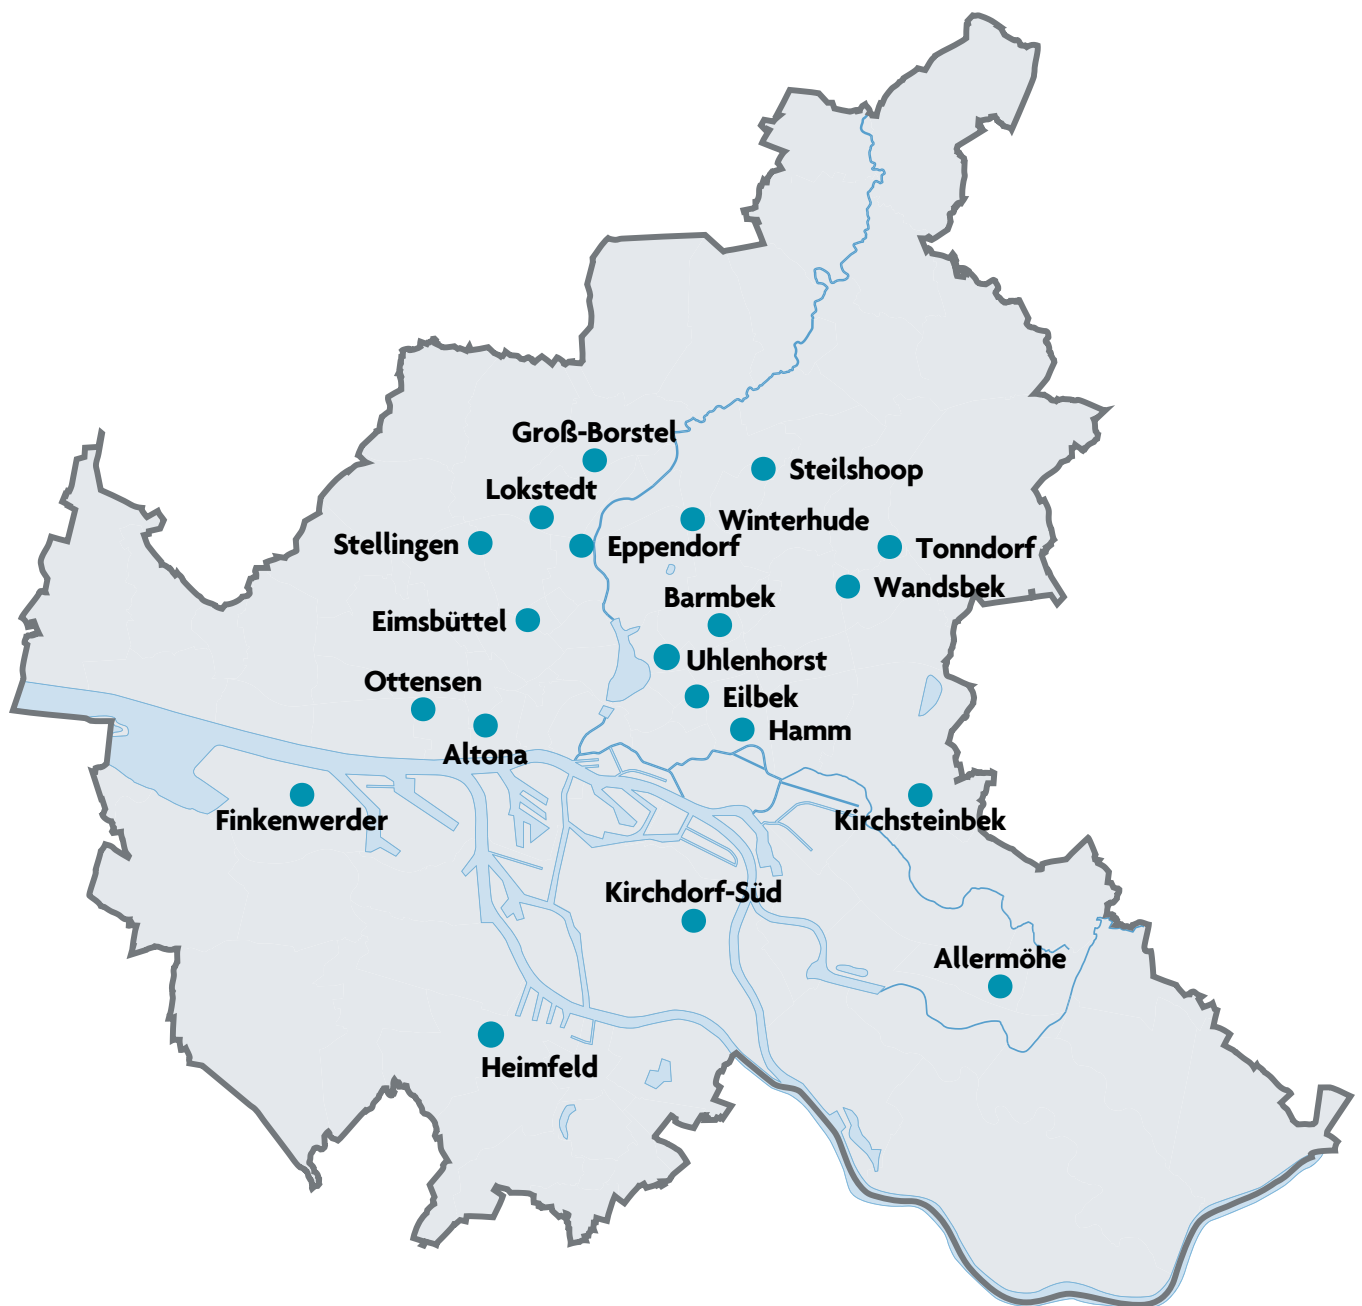 Groß-Borstel
Steilshoop
Lokstedt
Winterhude
Stellingen
Eppendorf
Tonndorf
Wandsbek
Barmbek
Eimsbüttel
Uhlenhorst
Ottensen
Eilbek
Hamm
Altona
Finkenwerder
Kirchsteinbek
Kirchdorf-Süd
Allermöhe
Heimfeld